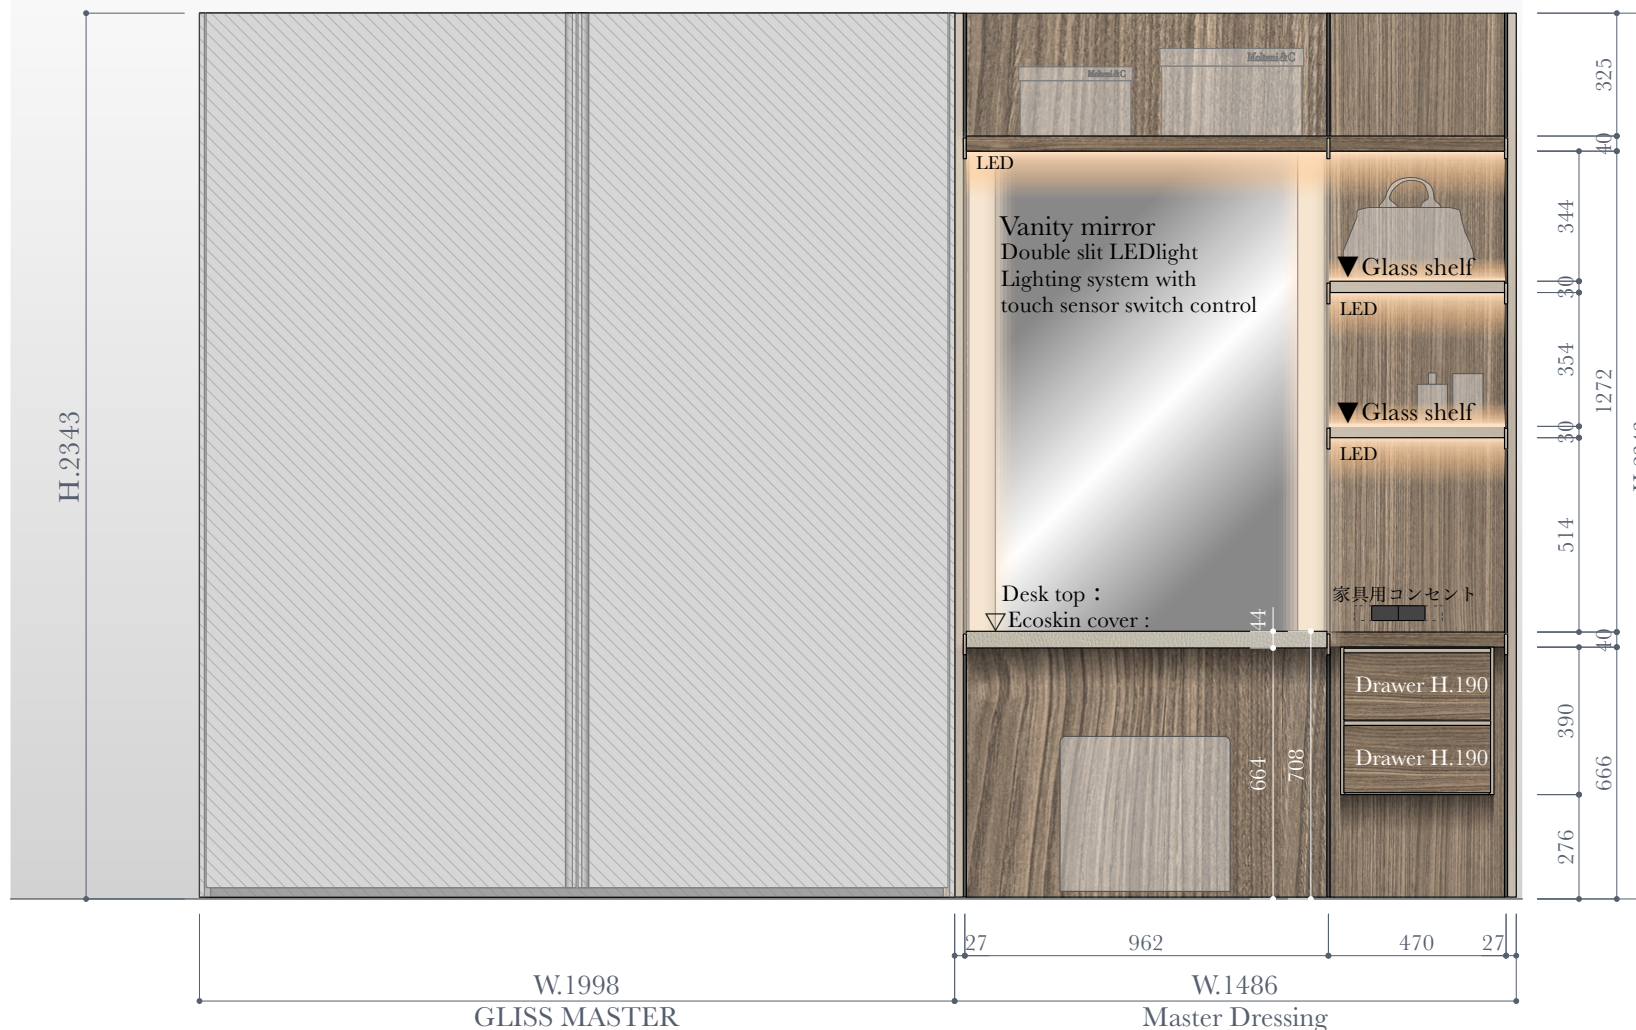 Molteni&C
Molteni&C
LED
Vanity mirror
Double slit LEDlight
Lighting system with
touch sensor switch control
▼Glass shelf
LED
▼Glass shelf
LED
Desk top：
▽Ecoskin cover :
家具用コンセント
Drawer H.190
Drawer H.190
44
664
708
H.2343
325
40
344
30
354
30
1272
514
40
390
666
276
27
962
470
27
W.1998
W.1486
GLISS MASTER
Master Dressing